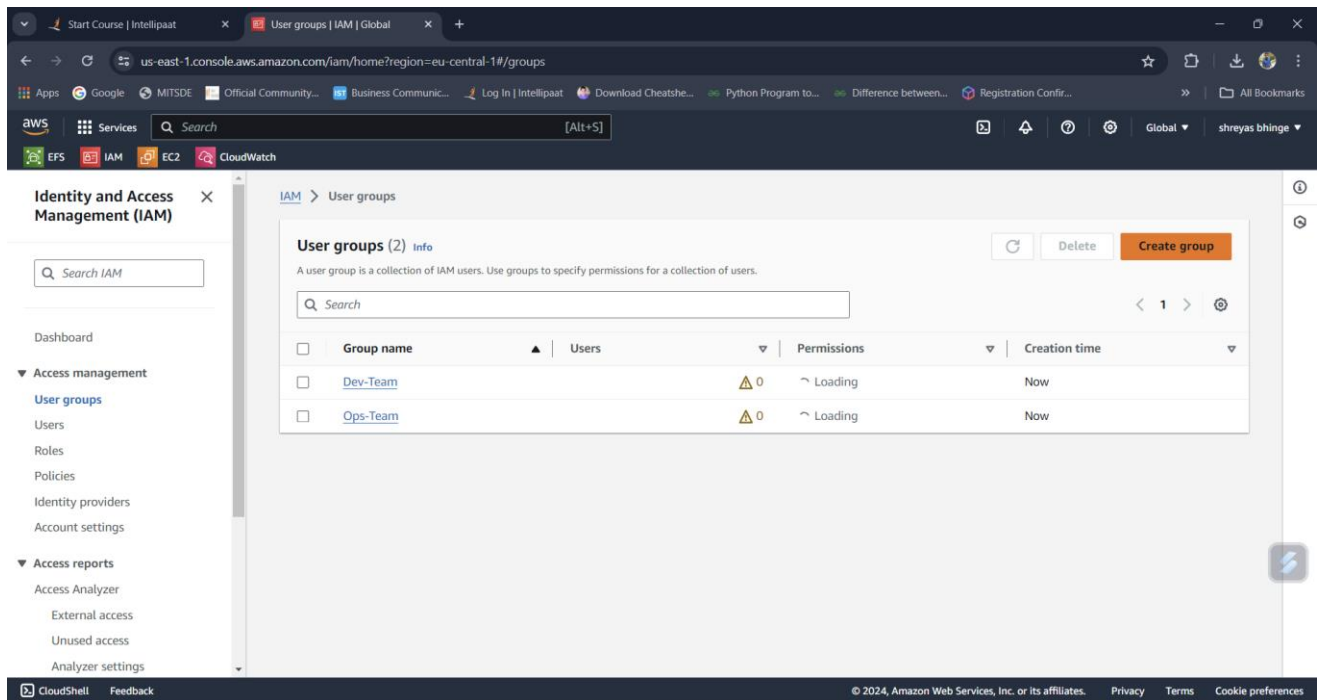 Start Course | Intellipaat
User groups | IAM | Global
us-east-1.console.aws.amazon.com/iam/home?region=eu-central-1#/groups
Apps Google MITSDE Official Community... Business Communic... Log In | Intellipaat Download Cheatshe... Python Program to... Difference between... Registration Confir... » All Bookmarks
aws Services Search [Alt+S] Global shreyas bhinge
EFS IAM EC2 CloudWatch
Identity and Access
Management (IAM)
Search IAM
Dashboard
Access management
User groups
Users
Roles
Policies
Identity providers
Account settings
Access reports
Access Analyzer
External access
Unused access
Analyzer settings
IAM > User groups
User groups (2) Info
Delete Create group
A user group is a collection of IAM users. Use groups to specify permissions for a collection of users.
Search
< 1 >
Group name Users Permissions Creation time
Dev-Team 0 Loading Now
Ops-Team 0 Loading Now
CloudShell Feedback © 2024, Amazon Web Services, Inc. or its affiliates. Privacy Terms Cookie preferences